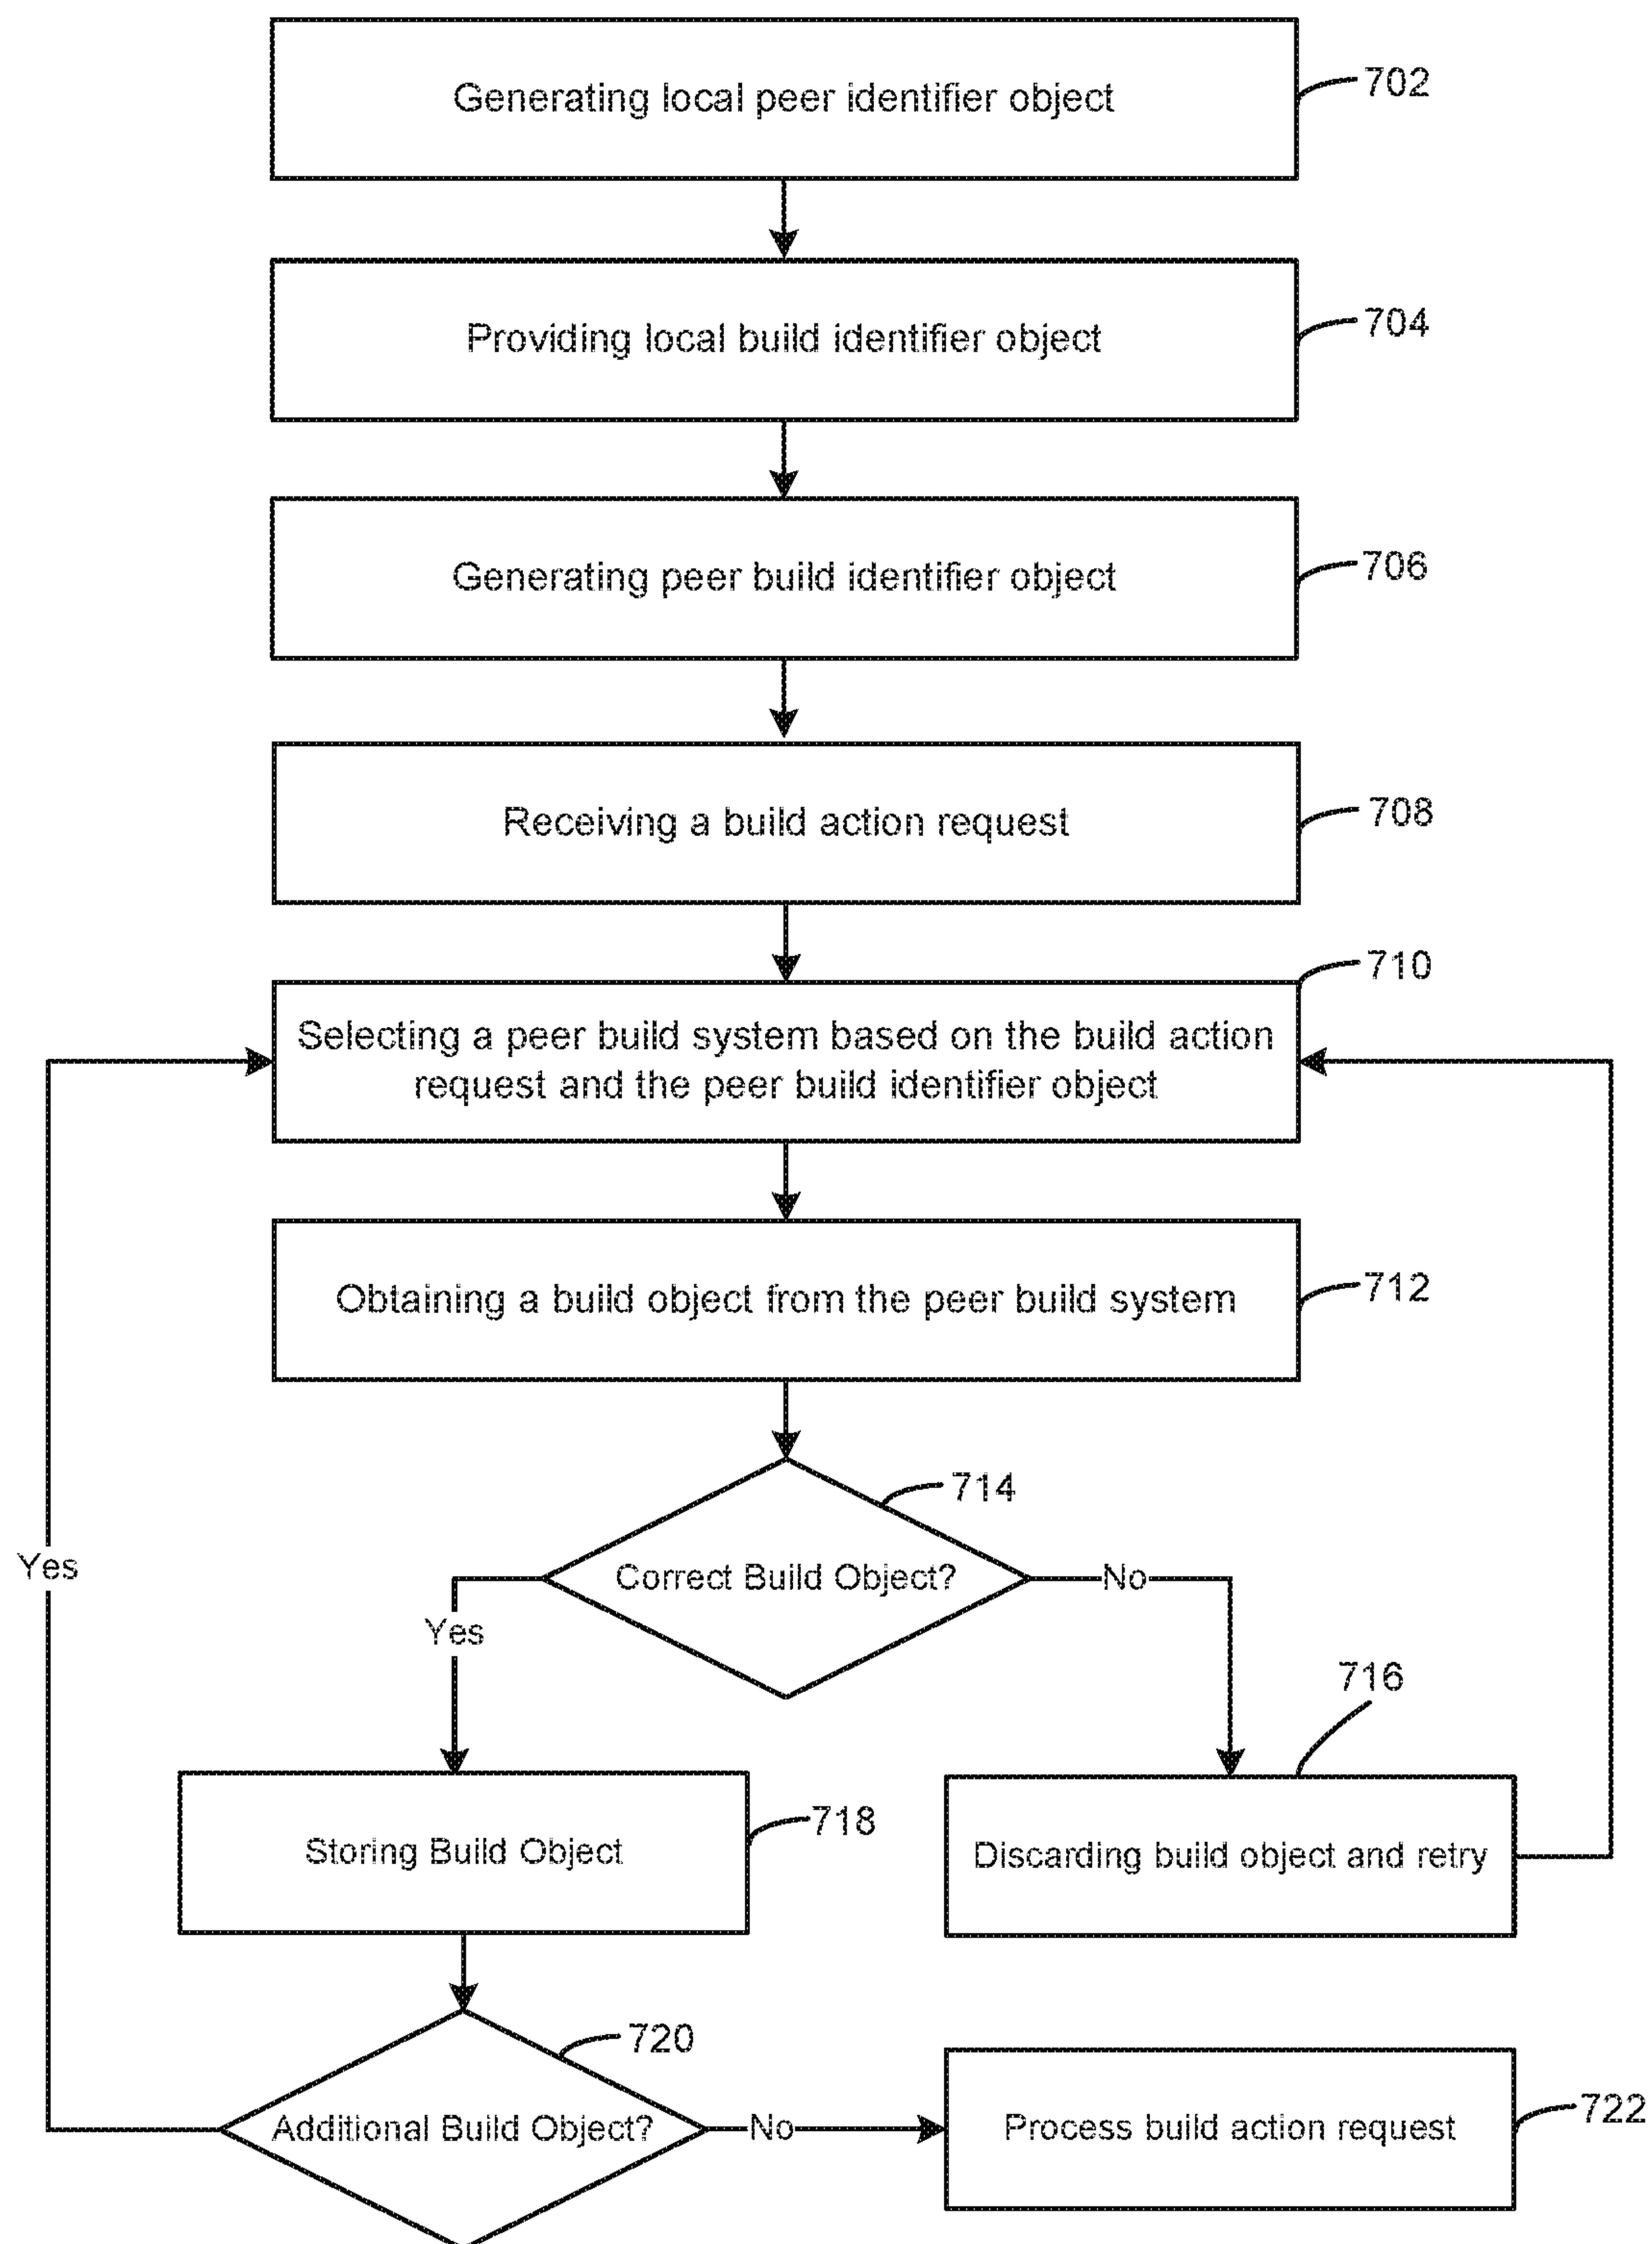 Generating local peer identifier object
702
Providing local build identifier object
704
Generating peer build identifier object
706
Receiving a build action request
708
710
Selecting a peer build system based on the build action
request and the peer build identifier object
Obtaining a build object from the peer build system
712
714
Correct Build Object?
No
Yes
Yes
716
Storing Build Object
718
Discarding build object and retry
720
Additional Build Object?
No
Process build action request
722